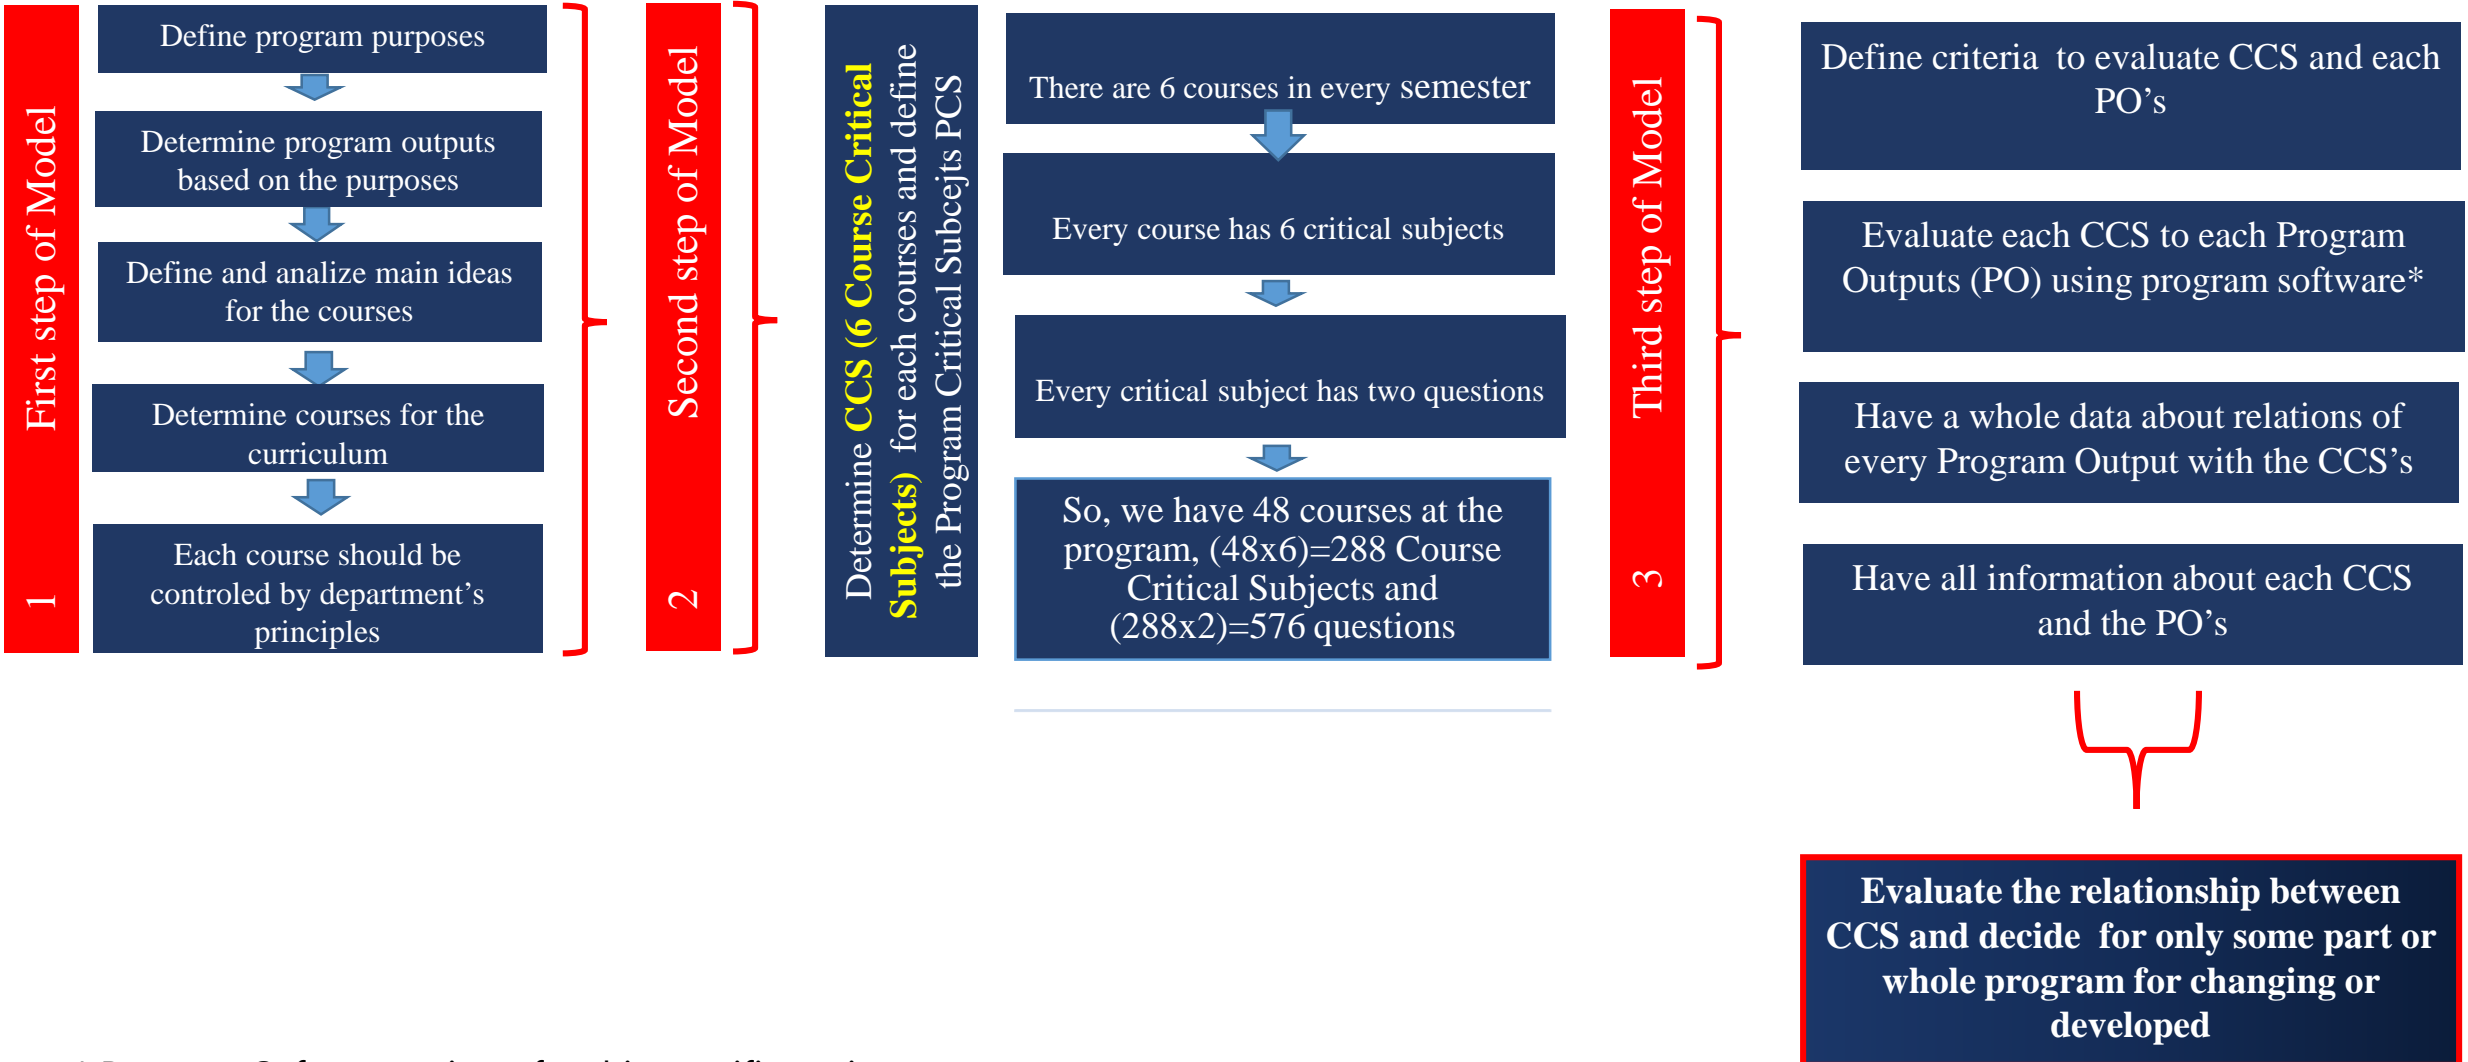 1 First step of Model
Define program purposes
Determine program outputs
based on the purposes
Define and analize main ideas
for the courses
Determine courses for the
curriculum
Each course should be
controled by department's
principles
2 Second step of Model
Determine CCS (6 Course Critical
Subjects) for each courses and define
the Program Critical Subcejts PCS
There are 6 courses in every semester
Every course has 6 critical subjects
Every critical subject has two questions
So, we have 48 courses at the
program, (48x6)=288 Course
Critical Subjects and
(288x2)=576 questions
3 Third step of Model
Define criteria to evaluate CCS and each
PO's
Evaluate each CCS to each Program
Outputs (PO) using program software*
Have a whole data about relations of
every Program Output with the CCS's
Have all information about each CCS
and the PO's
Evaluate the relationship between
CCS and decide for only some part or
whole program for changing or
developed